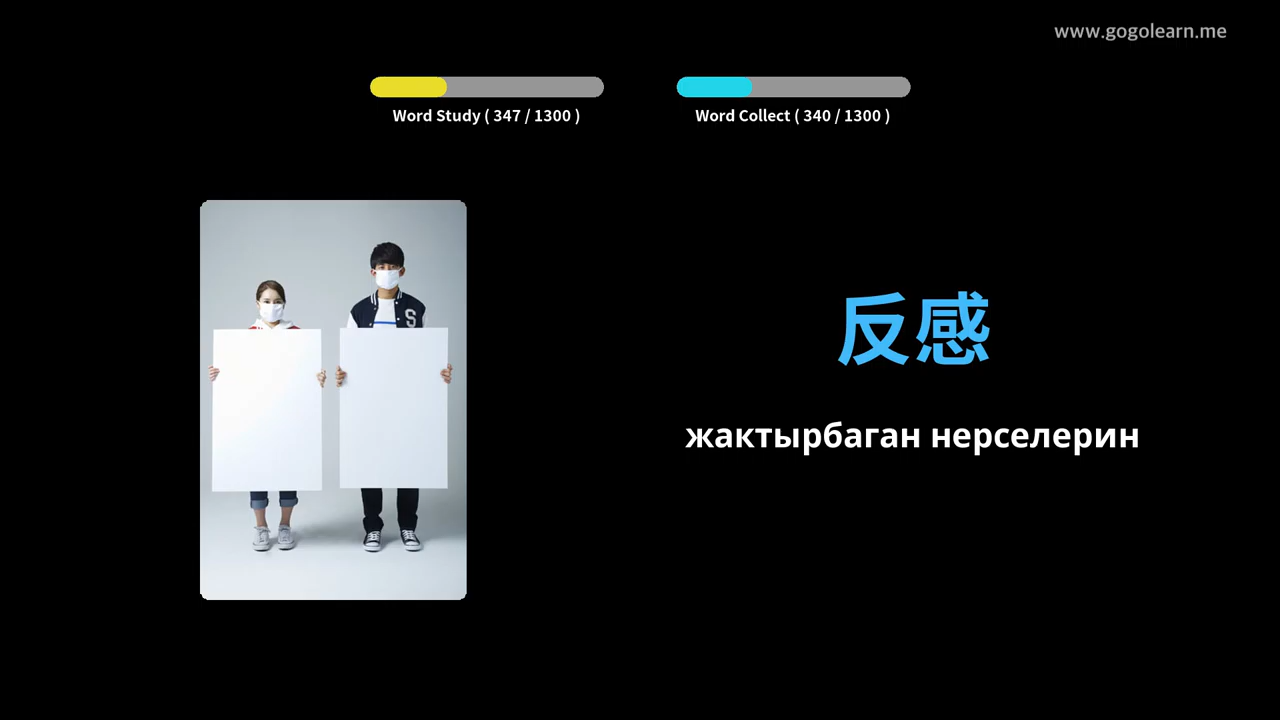 www.gogolearn.me
Word Study ( 347 / 1300 )
Word Collect ( 340 / 1300 )
S
反感
жактырбаган нерселерин